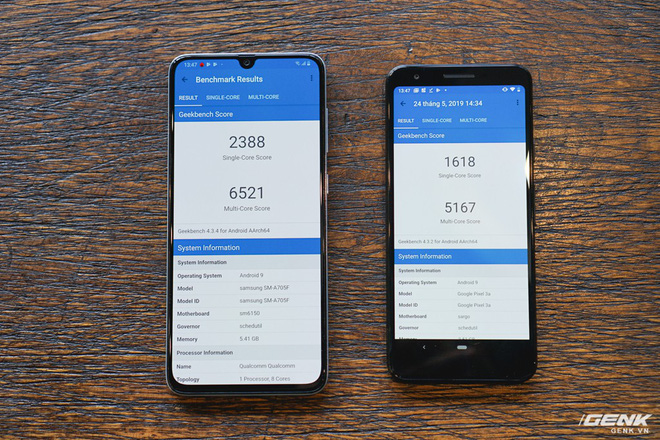 13:47
Benchmark Results
RESULT SINGLE-CORE MULTI-CORE
Geekbench Score
2388
Single-Core Score
6521
Multi-Core Score
Geekbench 4.3.4 for Android AArch64
System Information
System Information
Operating System Android 9
Model samsung SM-A705F
Model ID samsung SM-A705F
Motherboard sm6150
Governor schedutil
Memory 5.41 GB
Processor Information
Name Qualcomm Qualcomm
Topology 1 Processor, 8 Cores
13:47
24 tháng 5, 2019 14:34
RESULT SINGLE-CORE MULTI-CORE
Geekbench Score
1618
Single-Core Score
5167
Multi-Core Score
Geekbench 4.3.2 for Android AArch64
System Information
System Information
Operating System Android 9
Model Google Pixel 3a
Model ID Google Pixel 3a
Motherboard sargo
Governor schedutil
GENK
GENK.VN